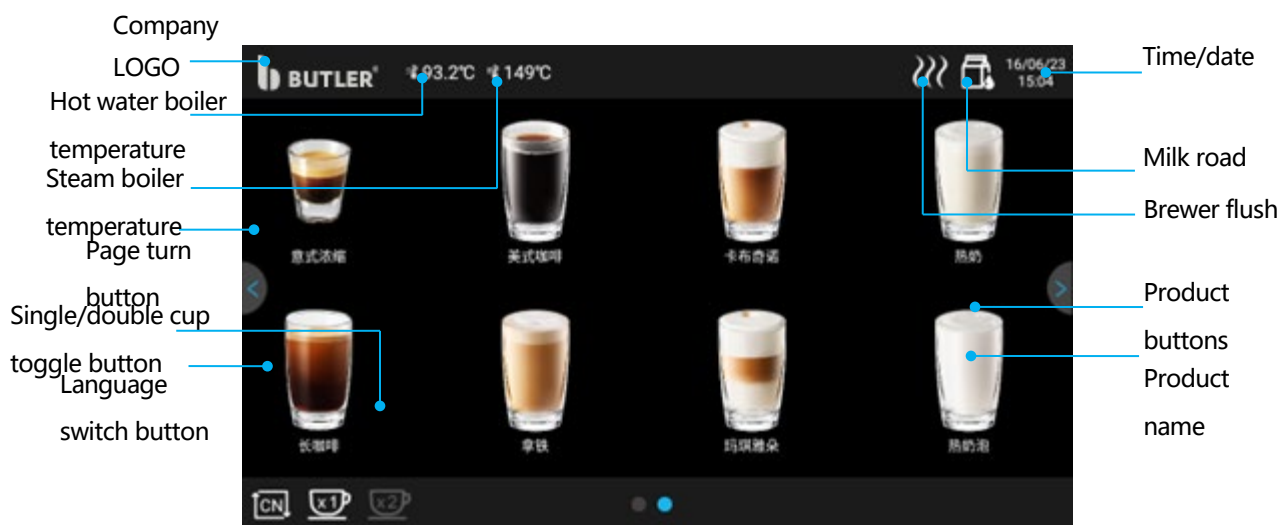 Company
LOGO
Hot water boiler
temperature
Steam boiler
temperature
Page turn
button
Single/double cup
toggle button
Language
switch button
BUTLER®
93.2℃ 149℃
16/06/23
15:04
意式浓缩 美式咖啡 卡布奇诺 热奶
< >
长咖啡 拿铁 玛琪雅朵 热奶泡
CN x1 x2
Time/date
Milk road
Brewer flush
Product
buttons
Product
name